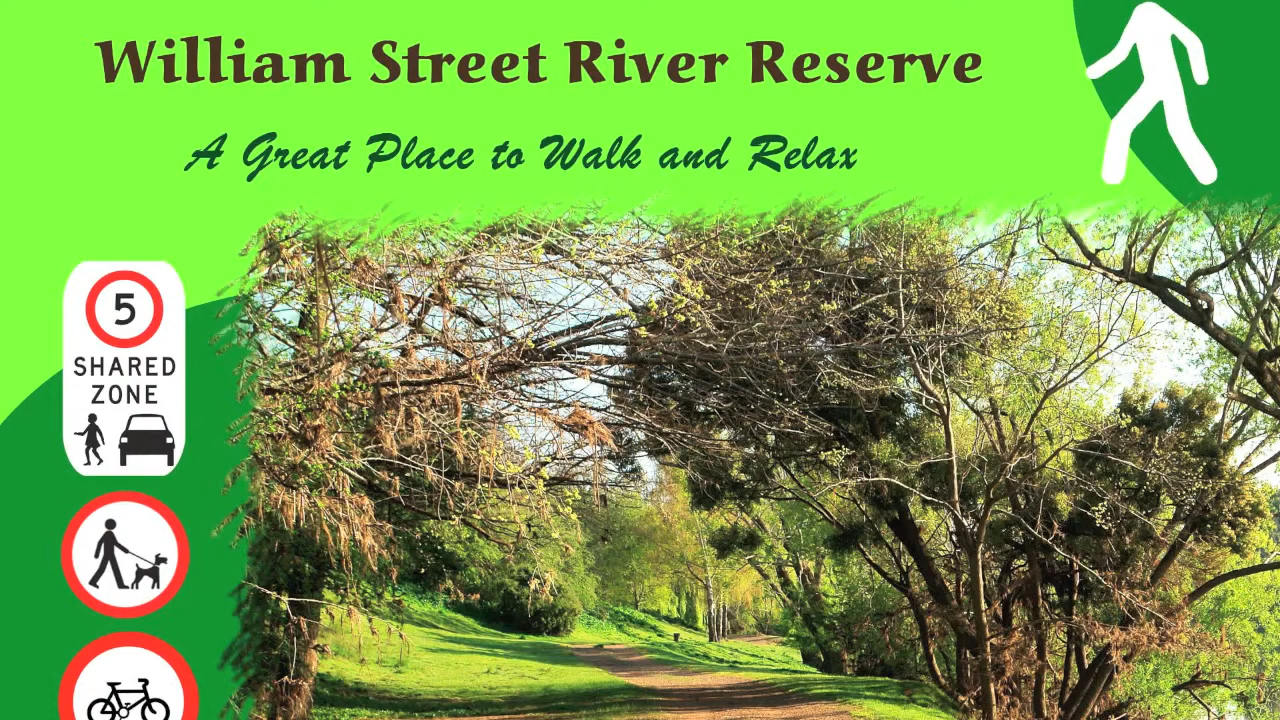 William Street River Reserve
A Great Place to Walk and Relax
5
SHARED
ZONE